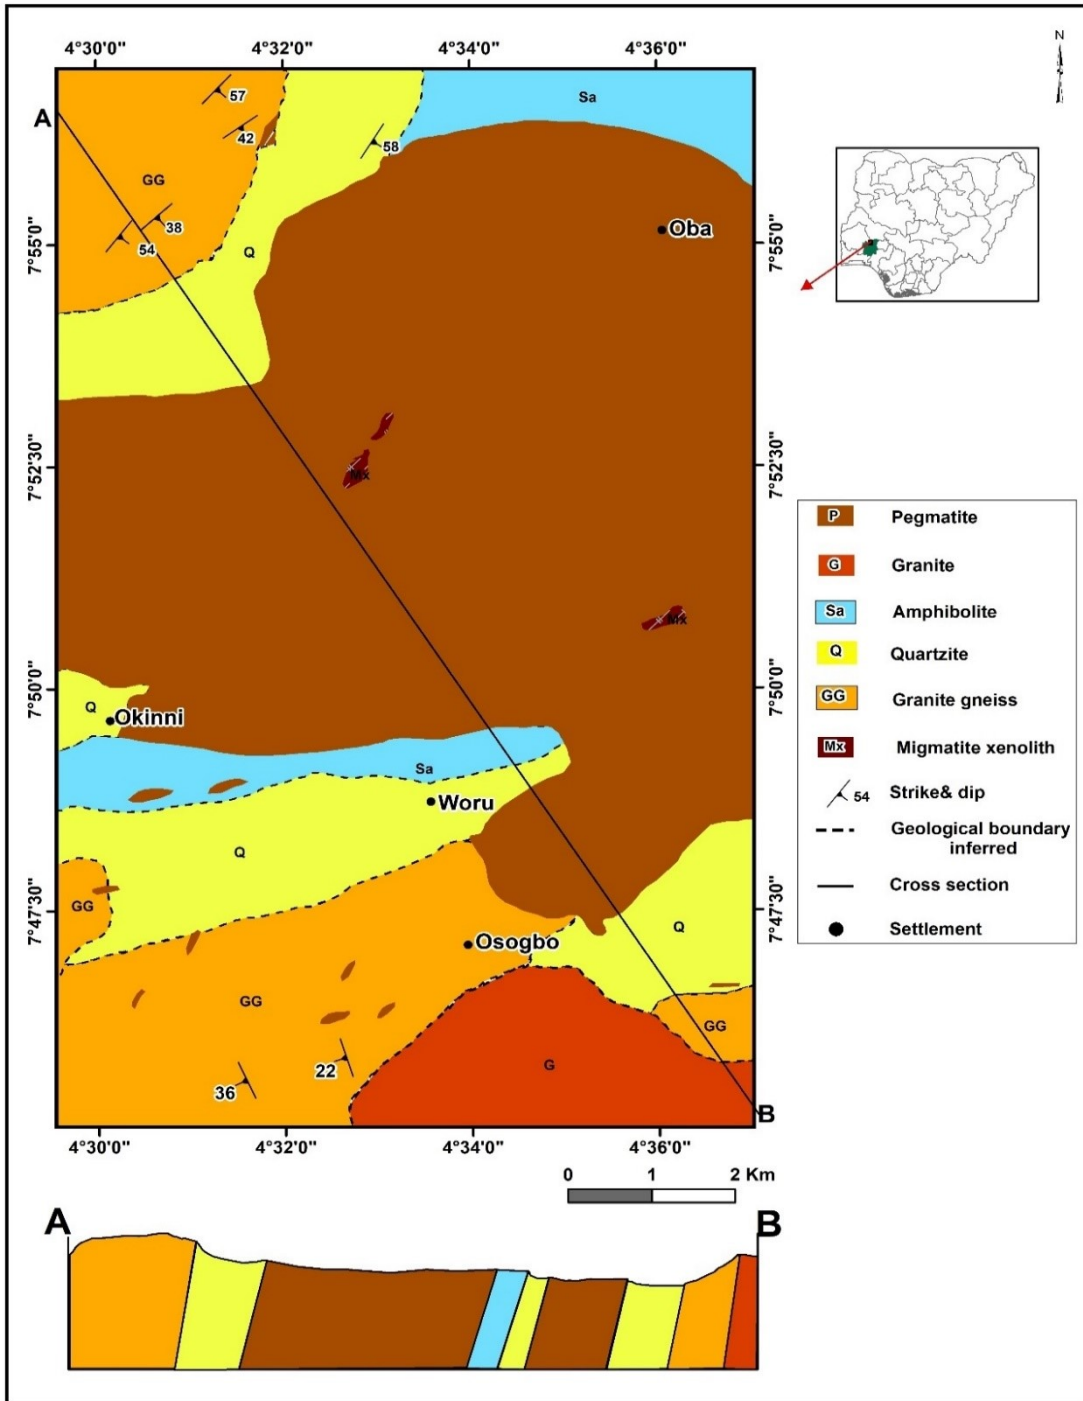 4°30'0" 4°32'0" 4°34'0" 4°36'0"
N
A
57
42
58
Sa
GG
38
54
Q
Oba
7°55'0"
7°55'0"
7°52'30"
7°52'30"
Mx
Mx
7°50'0"
7°50'0"
Q
Okinni
Sa
Woru
Q
GG
7°47'30"
7°47'30"
Q
Osogbo
GG
GG
22
36
G
B
4°30'0" 4°32'0" 4°34'0" 4°36'0"
P Pegmatite
G Granite
Sa Amphibolite
Q Quartzite
GG Granite gneiss
Mx Migmatite xenolith
54 Strike& dip
Geological boundary
inferred
Cross section
Settlement
0 1 2 Km
A B